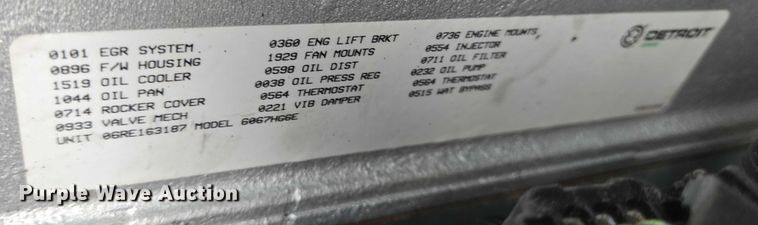 0101 EGR SYSTEM
0896 F/W HOUSING
1519 OIL COOLER
1044 OIL PAN
0714 ROCKER COVER
0933 VALVE MECH
UNIT 06RE163187 MODEL 6067HG6E
0360 ENG LIFT BRKT
1929 FAN MOUNTS
0598 OIL DIST
0038 OIL PRESS REG
0564 THERMOSTAT
0221 VIB DAMPER
0736 ENGINE MOUNTS
0554 INJECTOR
0711 OIL FILTER
0232 OIL PUMP
0564 THERMOSTAT
0515 WAT BYPASS
DETROIT
Purple Wave Auction